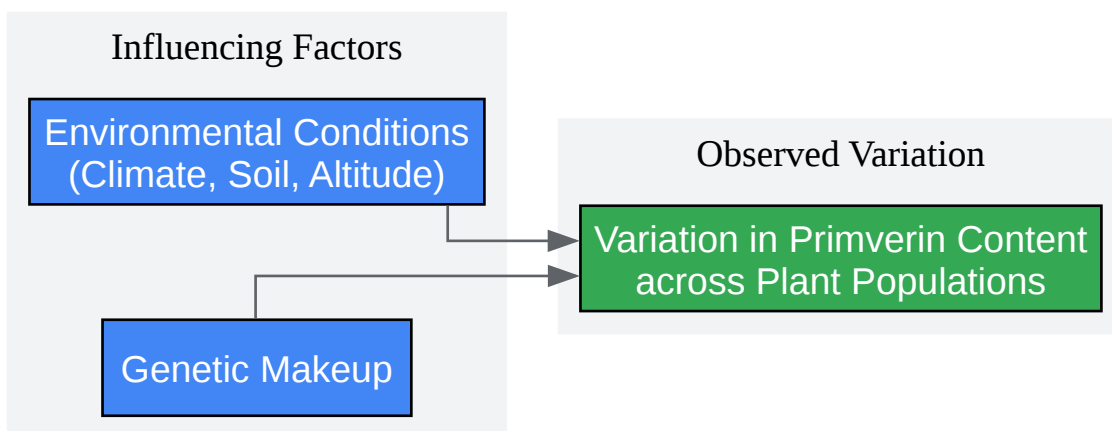 Influencing Factors
Environmental Conditions
(Climate, Soil, Altitude)
Genetic Makeup
Observed Variation
Variation in Primverin Content
across Plant Populations